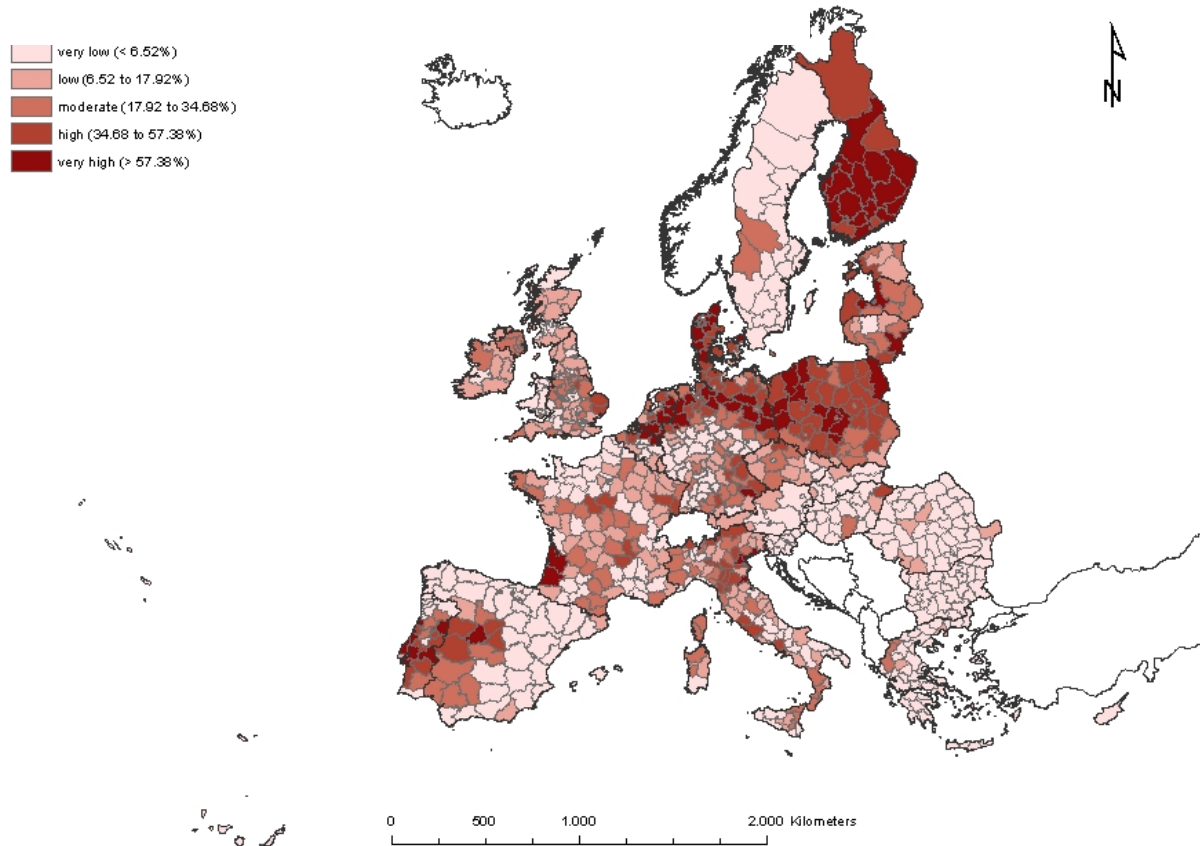 very low (< 6.52%)
low (6.52 to 17.92%)
moderate (17.92 to 34.68%)
high (34.68 to 57.38%)
very high (> 57.38%)
N
0 500 1.000 2.000 Kilometers